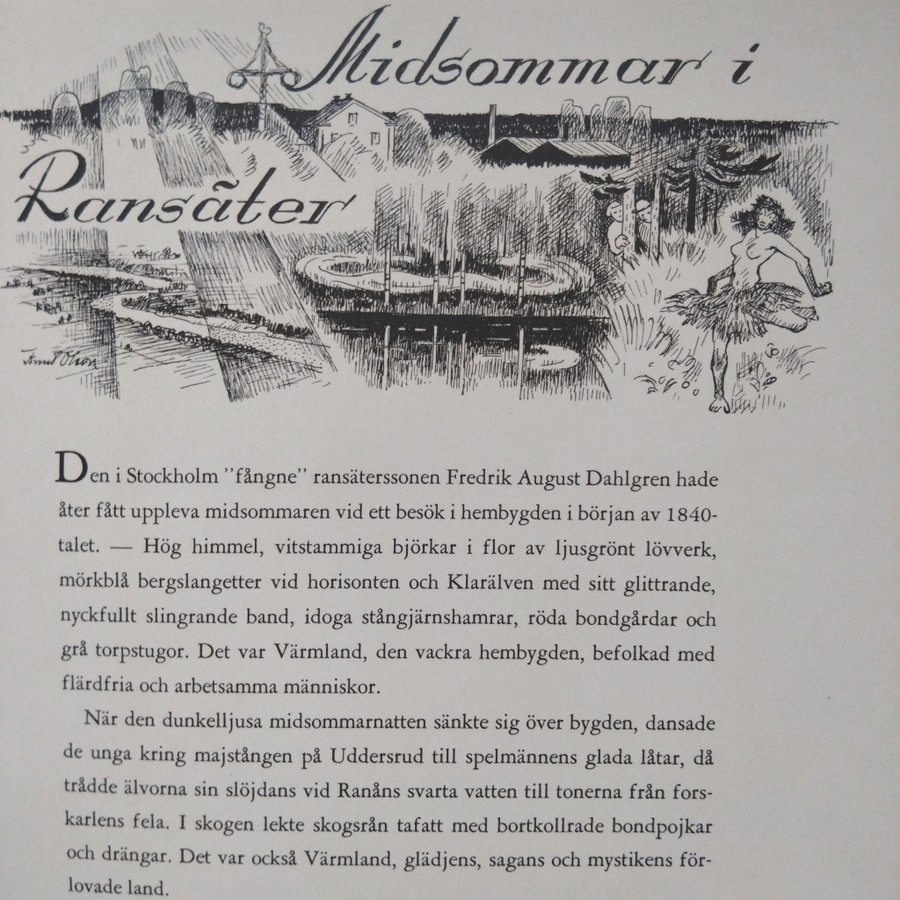 Midsommar i
Ransäter
Olson
Den i Stockholm ”fångne” ransäterssonen Fredrik August Dahlgren hade
åter fått uppleva midsommaren vid ett besök i hembygden i början av 1840-
talet. — Hög himmel, vitstammiga björkar i flor av ljusgrönt lövverk,
mörkblå bergslangetter vid horisonten och Klarälven med sitt glittrande,
nyckfullt slingrande band, idoga stångjärnshamrar, röda bondgårdar och
grå torpstugor. Det var Värmland, den vackra hembygden, befolkad med
flärdfria och arbetsamma människor.
När den dunkelljusa midsommarnatten sänkte sig över bygden, dansade
de unga kring majstången på Uddersrud till spelmännens glada låtar, då
trådde älvorna sin slöjdans vid Ranåns svarta vatten till tonerna från fors-
karlens fela. I skogen lekte skogsrån tafatt med bortkollrade bondpojkar
och drängar. Det var också Värmland, glädjens, sagans och mystikens för-
lovade land.